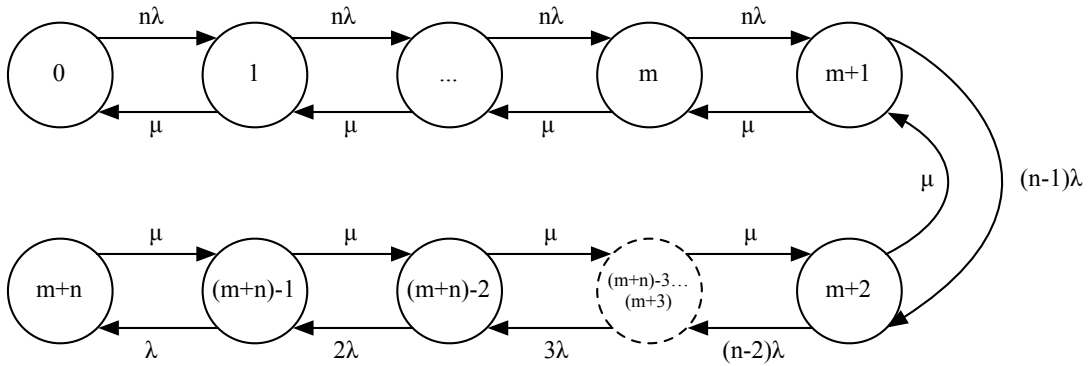 nλ nλ nλ nλ
0 1 ... m m+1
μ μ μ μ
μ (n-1)λ
μ μ μ μ
m+n (m+n)-1 (m+n)-2 (m+n)-3... m+2
(m+3)
λ 2λ 3λ (n-2)λ